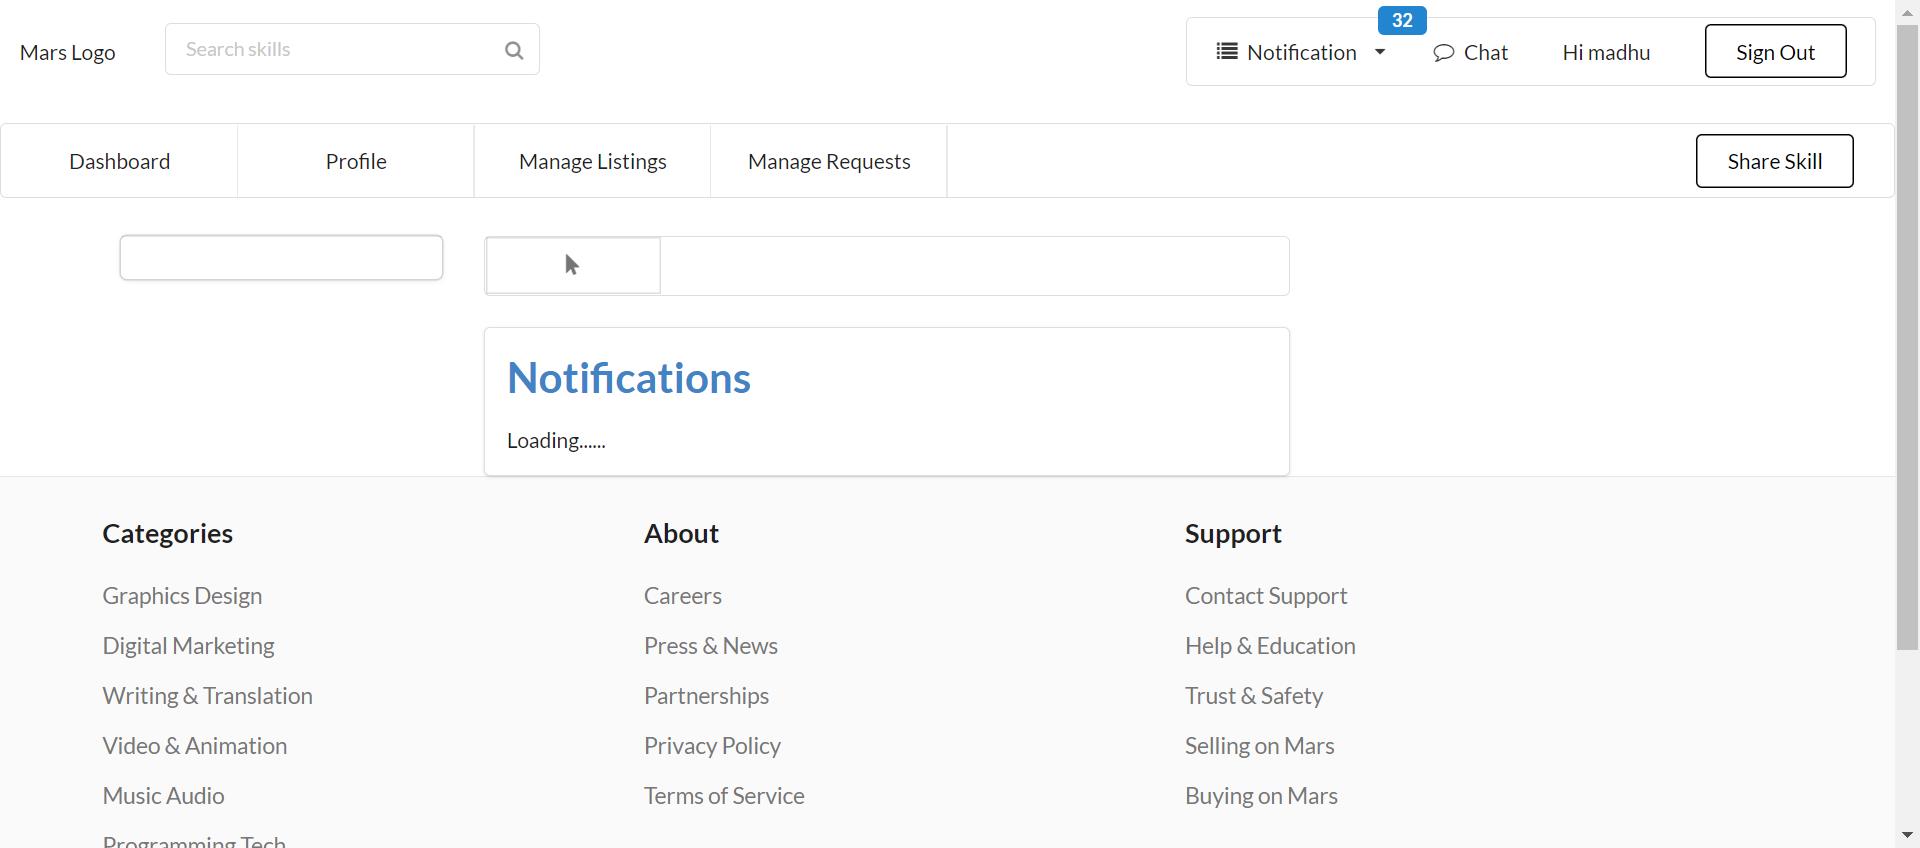 Mars Logo
Search skills
32
Notification
Chat
Hi madhu
Sign Out
Dashboard
Profile
Manage Listings
Manage Requests
Share Skill
Notifications
Loading......
Categories
Graphics Design
Digital Marketing
Writing & Translation
Video & Animation
Music Audio
Programming Tech
About
Careers
Press & News
Partnerships
Privacy Policy
Terms of Service
Support
Contact Support
Help & Education
Trust & Safety
Selling on Mars
Buying on Mars